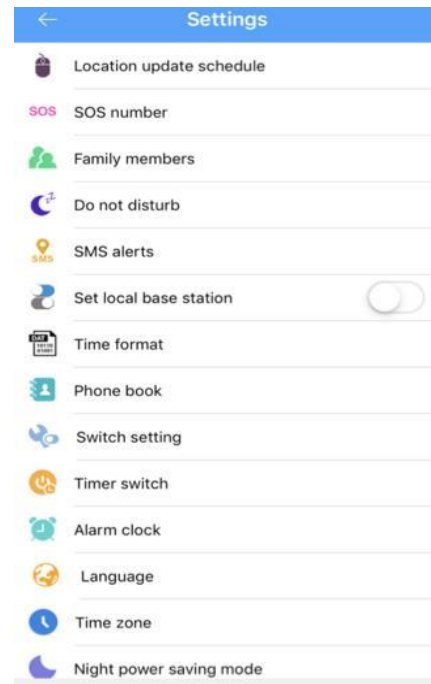 Settings
Location update schedule
SOS SOS number
Family members
Do not disturb
SMS SMS alerts
Set local base station
Time format
Phone book
Switch setting
Timer switch
Alarm clock
Language
Time zone
Night power saving mode